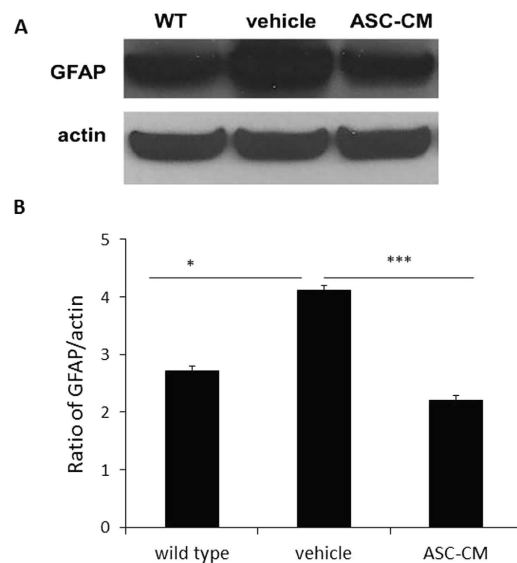 A
WT vehicle ASC-CM
GFAP
actin
B
Ratio of GFAP/actin
5
4
3
2
1
0
* ***
wild type vehicle ASC-CM